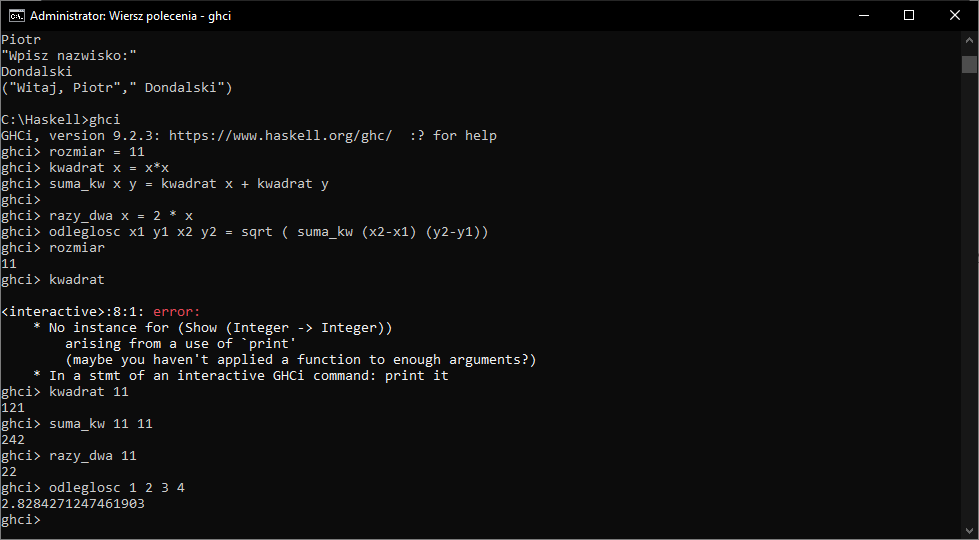 Administrator: Wiersz polecenia - ghci
Piotr
"Wpisz nazwisko:"
Dondalski
("Witaj, Piotr"," Dondalski")
C:\Haskell>ghci
GHCi, version 9.2.3: https://www.haskell.org/ghc/  :? for help
ghci> rozmiar = 11
ghci> kwadrat x = x*x
ghci> suma_kw x y = kwadrat x + kwadrat y
ghci>
ghci> razy_dwa x = 2 * x
ghci> odleglosc x1 y1 x2 y2 = sqrt ( suma_kw (x2-x1) (y2-y1))
ghci> rozmiar
11
ghci> kwadrat
<interactive>:8:1: error:
    * No instance for (Show (Integer -> Integer))
        arising from a use of `print'
        (maybe you haven't applied a function to enough arguments?)
    * In a stmt of an interactive GHCi command: print it
ghci> kwadrat 11
121
ghci> suma_kw 11 11
242
ghci> razy_dwa 11
22
ghci> odleglosc 1 2 3 4
2.8284271247461903
ghci>